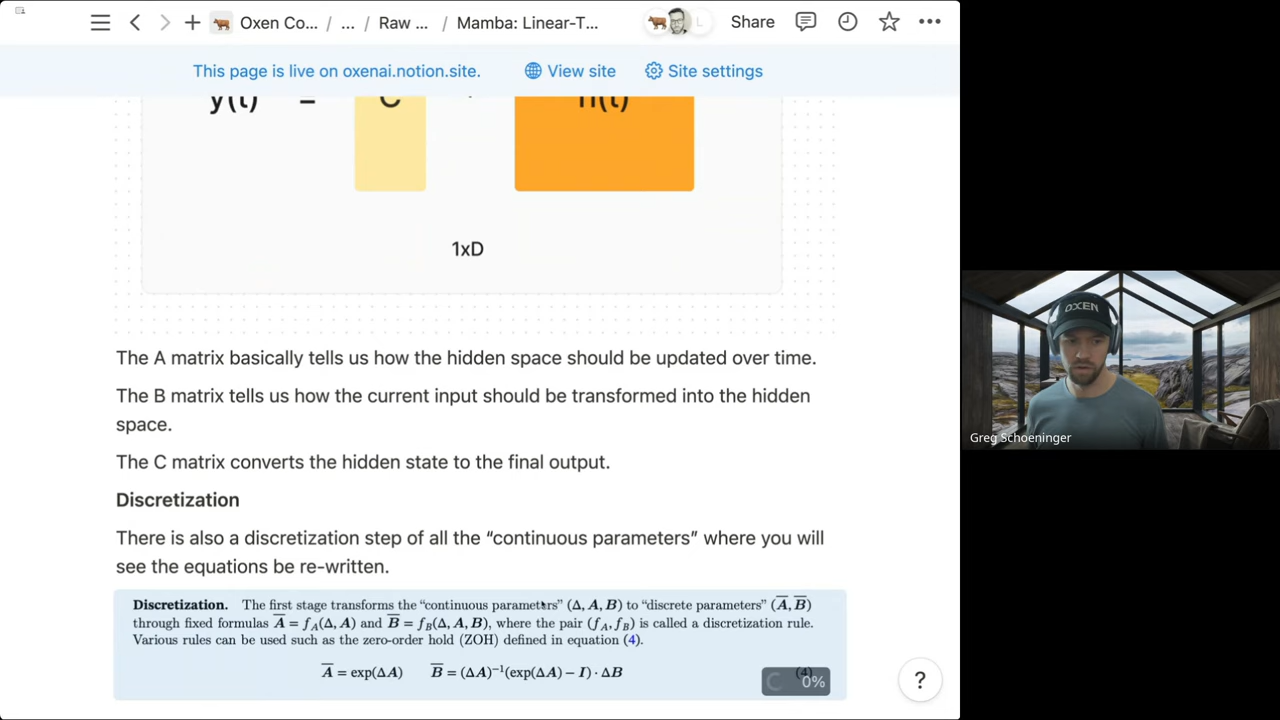 Oxen Co... / ... / Raw ... / Mamba: Linear-T... L Share
This page is live on oxenai.notion.site. View site Site settings
y(t) = C h(t)
1xD
The A matrix basically tells us how the hidden space should be updated over time.
The B matrix tells us how the current input should be transformed into the hidden
space.
The C matrix converts the hidden state to the final output.
Discretization
There is also a discretization step of all the “continuous parameters” where you will
see the equations be re-written.
Discretization. The first stage transforms the “continuous parameters” (Δ, A, B) to “discrete parameters” (A̅, B̅)
through fixed formulas A̅ = f_A(Δ, A) and B̅ = f_B(Δ, A, B), where the pair (f_A, f_B) is called a discretization rule.
Various rules can be used such as the zero-order hold (ZOH) defined in equation (4).
A̅ = exp(ΔA) B̅ = (ΔA)⁻¹(exp(ΔA) − I) · ΔB (4)
0%
?
OXEN
Greg Schoeninger